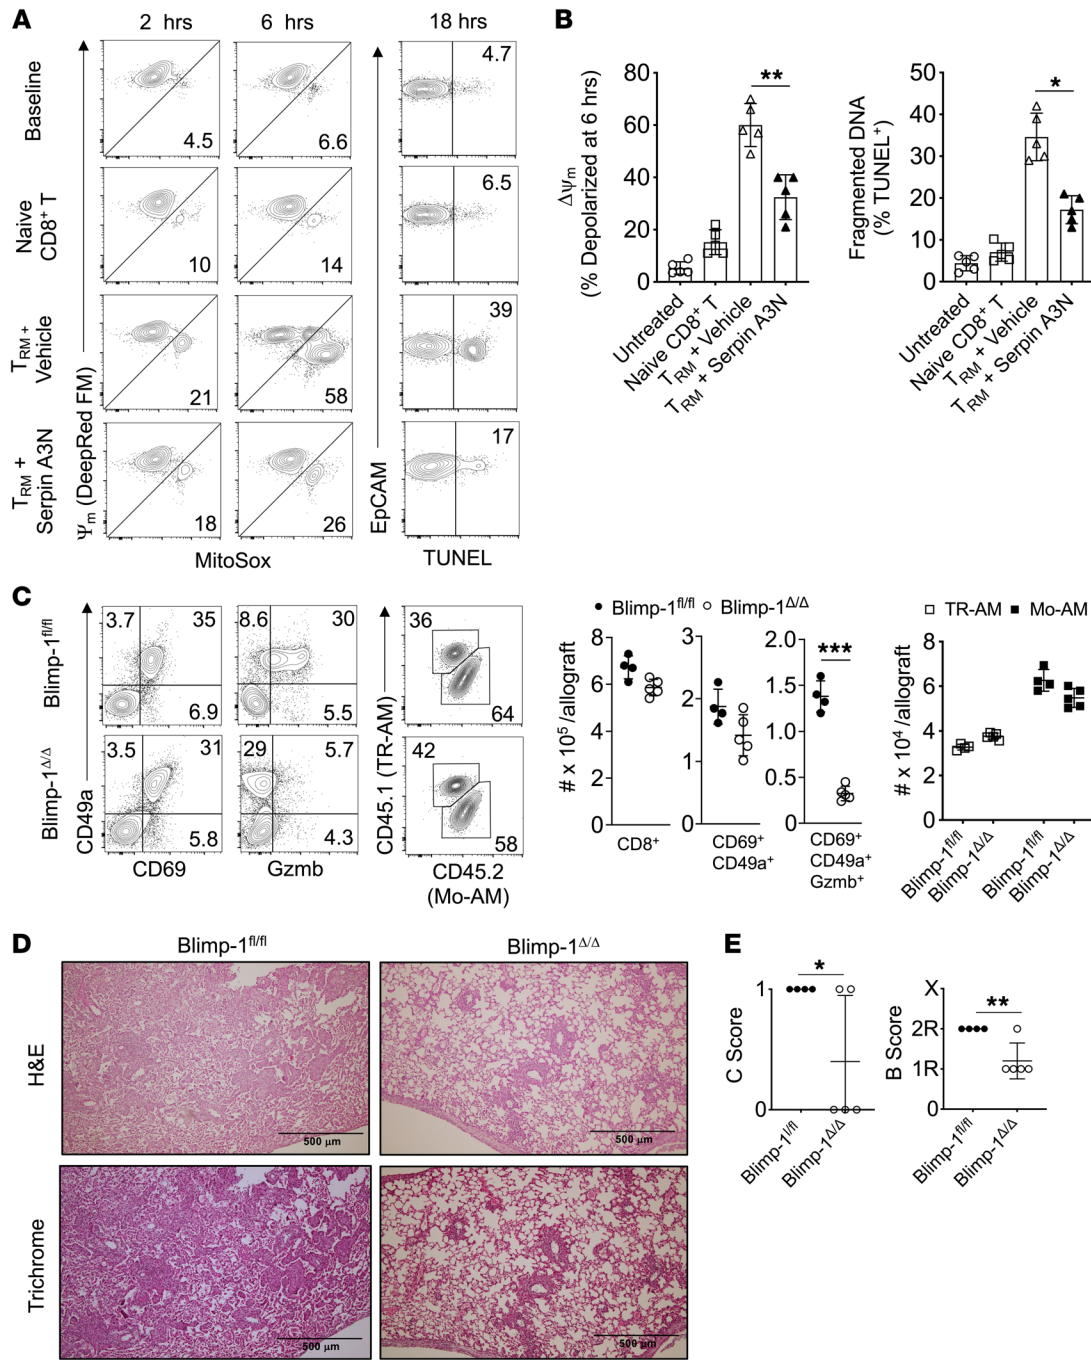 A
2 hrs
6 hrs
18 hrs
Baseline
4.5
6.6
4.7
Naive
CD8⁺ T
10
14
6.5
T_RM +
Vehicle
21
58
39
T_RM +
Serpin A3N
18
26
17
Ψm (DeepRed FM)
MitoSox
EpCAM
TUNEL
B
Δψm
(% Depolarized at 6 hrs)
80
60
40
20
0
**
Untreated
Naive CD8⁺ T
T_RM + Vehicle
T_RM + Serpin A3N
Fragmented DNA
(% TUNEL⁺)
50
40
30
20
10
0
*
Untreated
Naive CD8⁺ T
T_RM + Vehicle
T_RM + Serpin A3N
C
Blimp-1fl/fl
3.7
35
6.9
8.6
30
5.5
36
64
Blimp-1Δ/Δ
3.5
31
5.8
29
5.7
4.3
42
58
CD49a
CD69
Gzmb
CD45.1 (TR-AM)
CD45.2
(Mo-AM)
Blimp-1fl/fl
Blimp-1Δ/Δ
# x 10⁵/allograft
8
6
4
2
0
CD8⁺
3
2
1
CD69⁺
CD49a⁺
2.0
1.5
1.0
0.5
0
***
CD69⁺
CD49a⁺
Gzmb⁺
TR-AM
Mo-AM
# x 10⁴/allograft
8
6
4
2
0
Blimp-1fl/fl
Blimp-1Δ/Δ
Blimp-1fl/fl
Blimp-1Δ/Δ
D
Blimp-1fl/fl
Blimp-1Δ/Δ
H&E
500 µm
500 µm
Trichrome
500 µm
500 µm
E
C Score
1
0
*
Blimp-1fl/fl
Blimp-1Δ/Δ
B Score
X
2R
1R
0
**
Blimp-1fl/fl
Blimp-1Δ/Δ